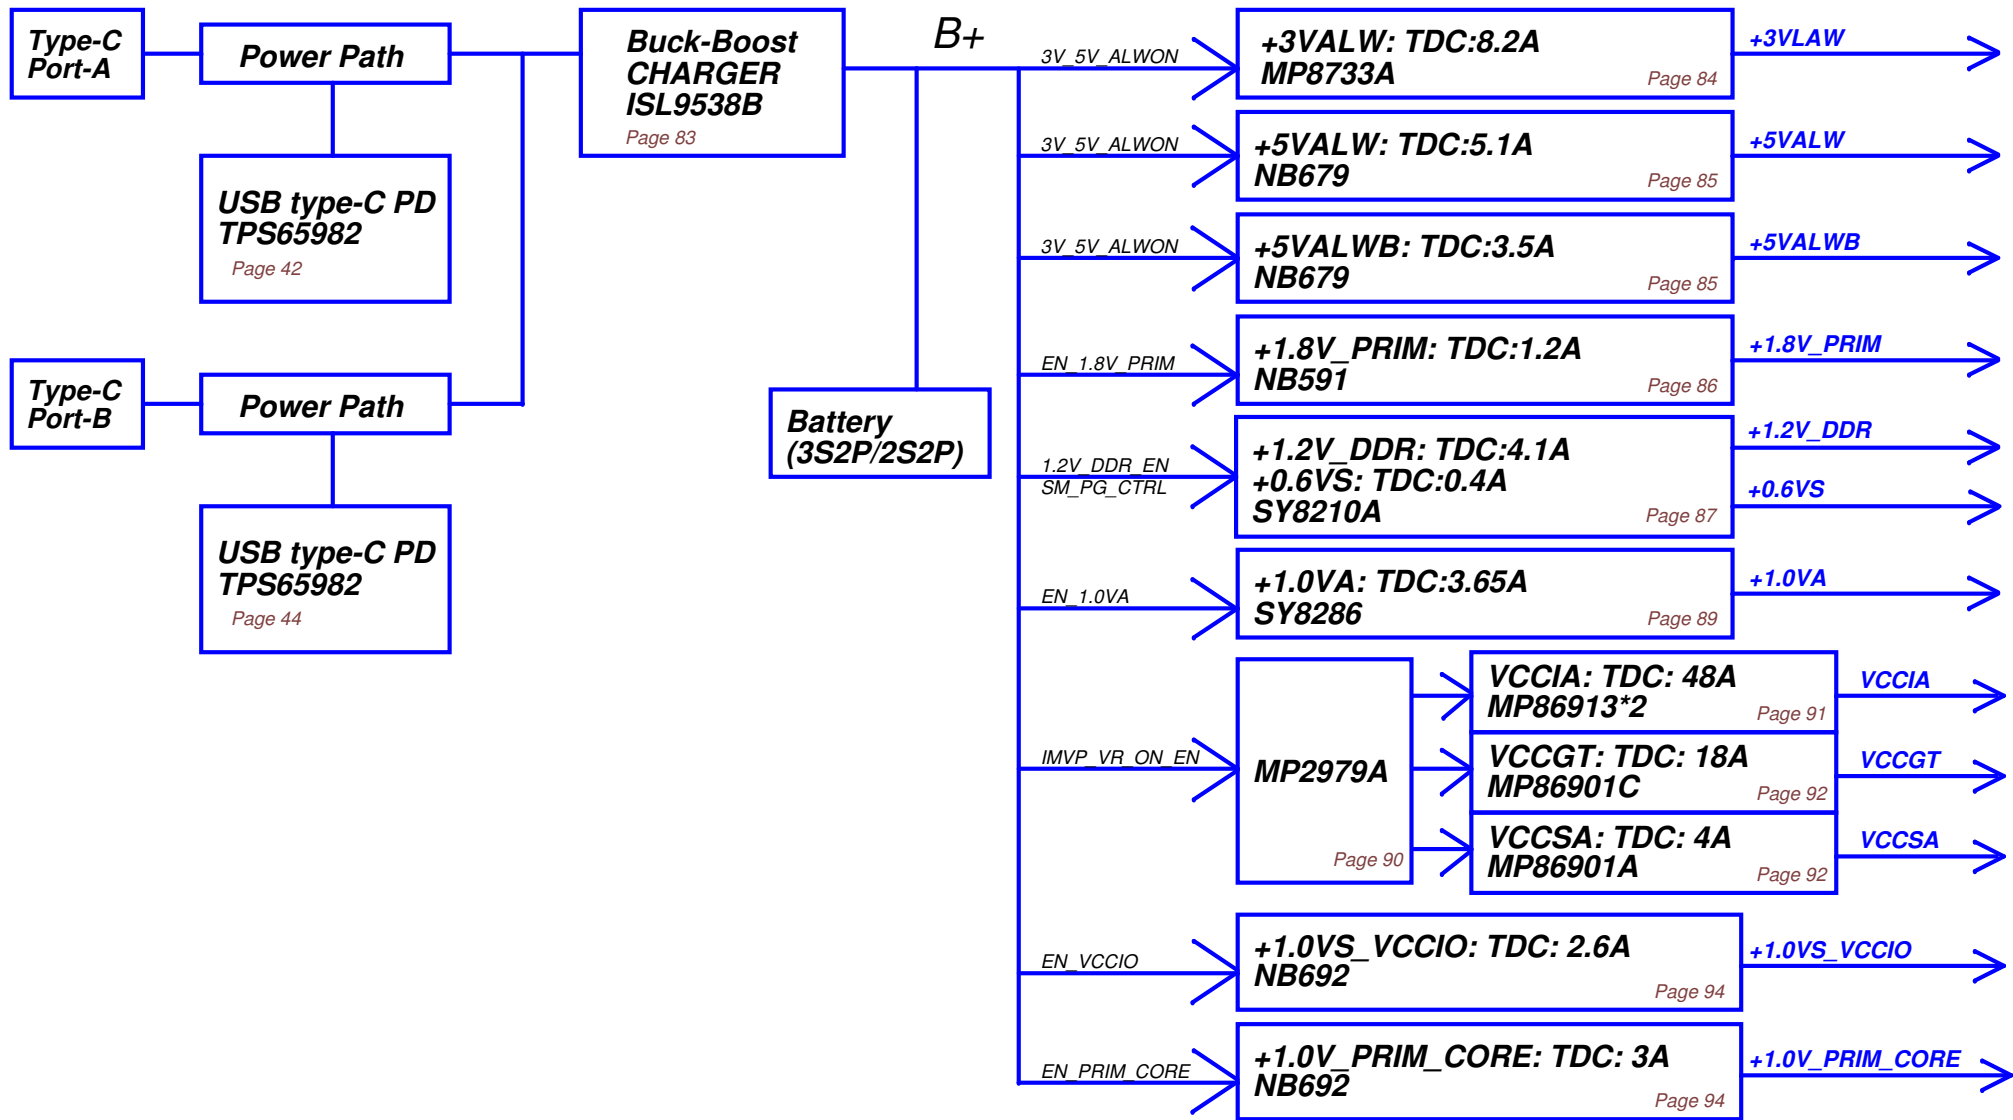 Type-C
Port-A
Power Path
USB type-C PD
TPS65982
Page 42
Type-C
Port-B
Power Path
USB type-C PD
TPS65982
Page 44
Buck-Boost
CHARGER
ISL9538B
Page 83
B+
Battery
(3S2P/2S2P)
3V_5V_ALWON
+3VALW: TDC:8.2A
MP8733A
Page 84
+3VLAW
3V_5V_ALWON
+5VALW: TDC:5.1A
NB679
Page 85
+5VALW
3V_5V_ALWON
+5VALWB: TDC:3.5A
NB679
Page 85
+5VALWB
EN_1.8V_PRIM
+1.8V_PRIM: TDC:1.2A
NB591
Page 86
+1.8V_PRIM
1.2V_DDR_EN
SM_PG_CTRL
+1.2V_DDR: TDC:4.1A
+0.6VS: TDC:0.4A
SY8210A
Page 87
+1.2V_DDR
+0.6VS
EN_1.0VA
+1.0VA: TDC:3.65A
SY8286
Page 89
+1.0VA
IMVP_VR_ON_EN
MP2979A
Page 90
VCCIA: TDC: 48A
MP86913*2
Page 91
VCCIA
VCCGT: TDC: 18A
MP86901C
Page 92
VCCGT
VCCSA: TDC: 4A
MP86901A
Page 92
VCCSA
EN_VCCIO
+1.0VS_VCCIO: TDC: 2.6A
NB692
Page 94
+1.0VS_VCCIO
EN_PRIM_CORE
+1.0V_PRIM_CORE: TDC: 3A
NB692
Page 94
+1.0V_PRIM_CORE